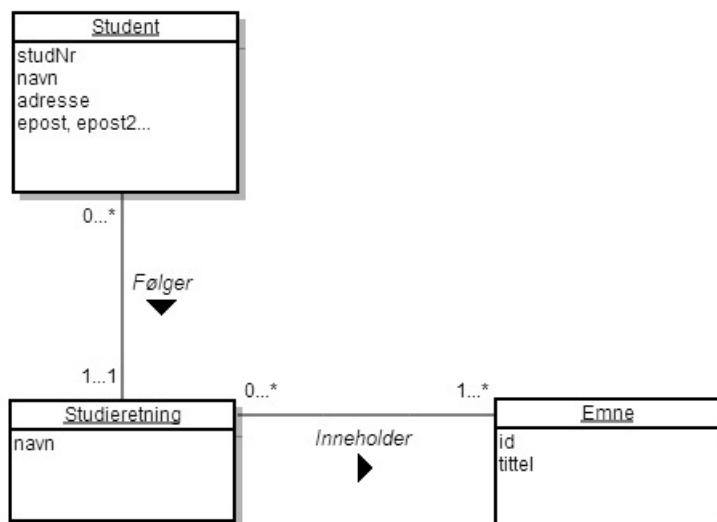 Student
studNr
navn
adresse
epost, epost2...
0...*
Følger
1...1
Studieretning
navn
0...*
1...*
Inneholder
Emne
id
tittel